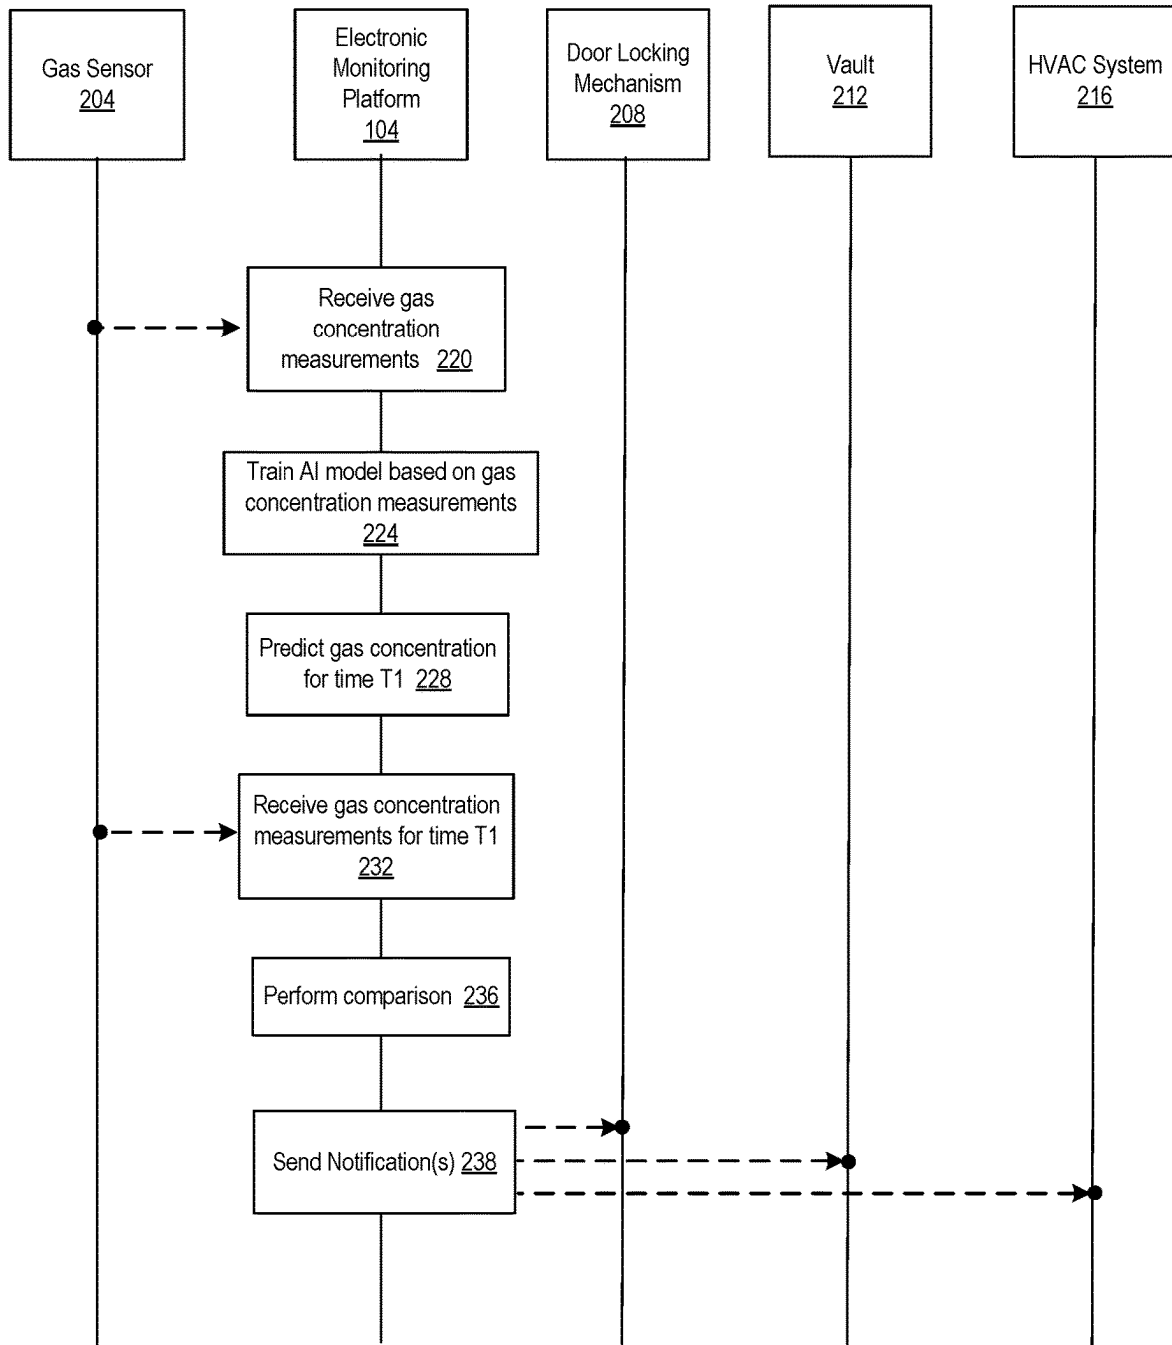 Gas Sensor
204
Electronic
Monitoring
Platform
104
Door Locking
Mechanism
208
Vault
212
HVAC System
216
Receive gas
concentration
measurements 220
Train AI model based on gas
concentration measurements
224
Predict gas concentration
for time T1 228
Receive gas concentration
measurements for time T1
232
Perform comparison 236
Send Notification(s) 238